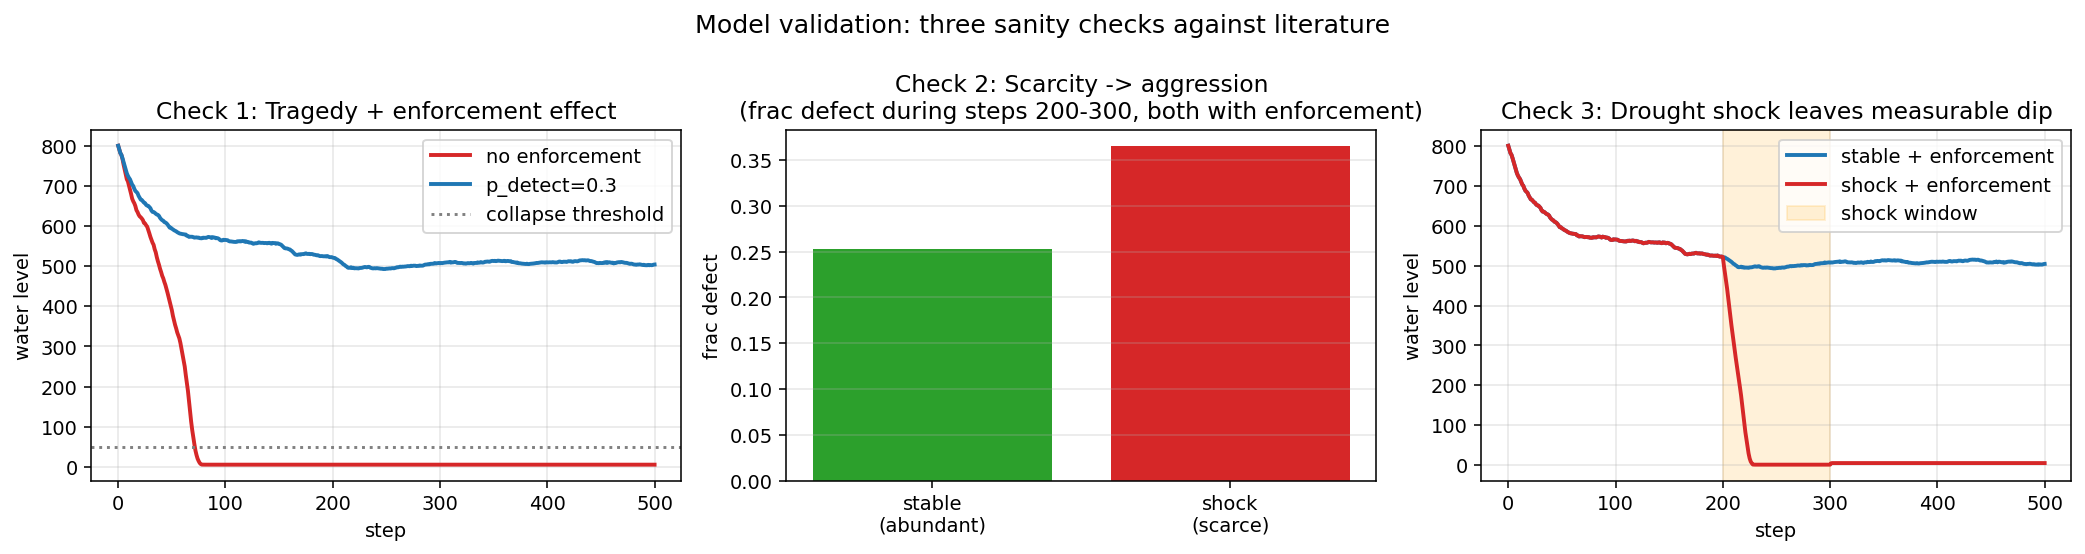 Model validation: three sanity checks against literature
Check 1: Tragedy + enforcement effect
water level
800
700
600
500
400
300
200
100
0
no enforcement
p_detect=0.3
collapse threshold
0 100 200 300 400 500
step
Check 2: Scarcity -> aggression
(frac defect during steps 200-300, both with enforcement)
frac defect
0.35
0.30
0.25
0.20
0.15
0.10
0.05
0.00
stable
(abundant)
shock
(scarce)
Check 3: Drought shock leaves measurable dip
water level
800
700
600
500
400
300
200
100
0
stable + enforcement
shock + enforcement
shock window
0 100 200 300 400 500
step